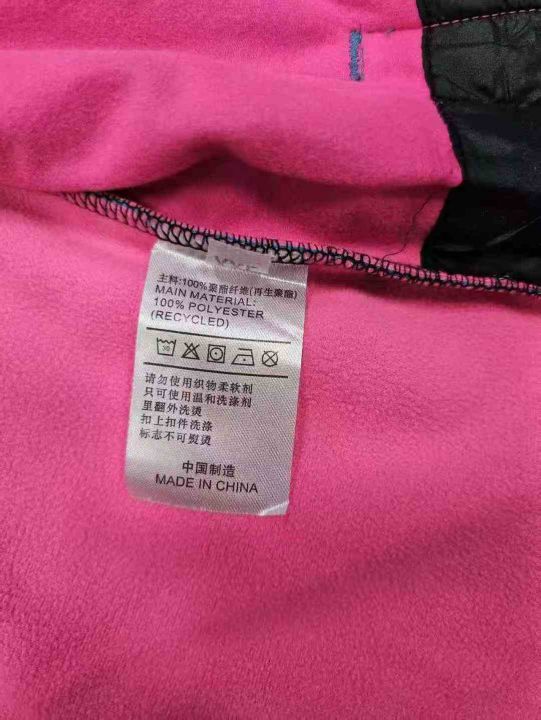 主料:100%聚酯纤维(再生聚酯)
MAIN MATERIAL:
100% POLYESTER
(RECYCLED)
30
请勿使用织物柔软剂
只可使用温和洗涤剂
里翻外洗烫
扣上扣件洗涤
标志不可熨烫
中国制造
MADE IN CHINA